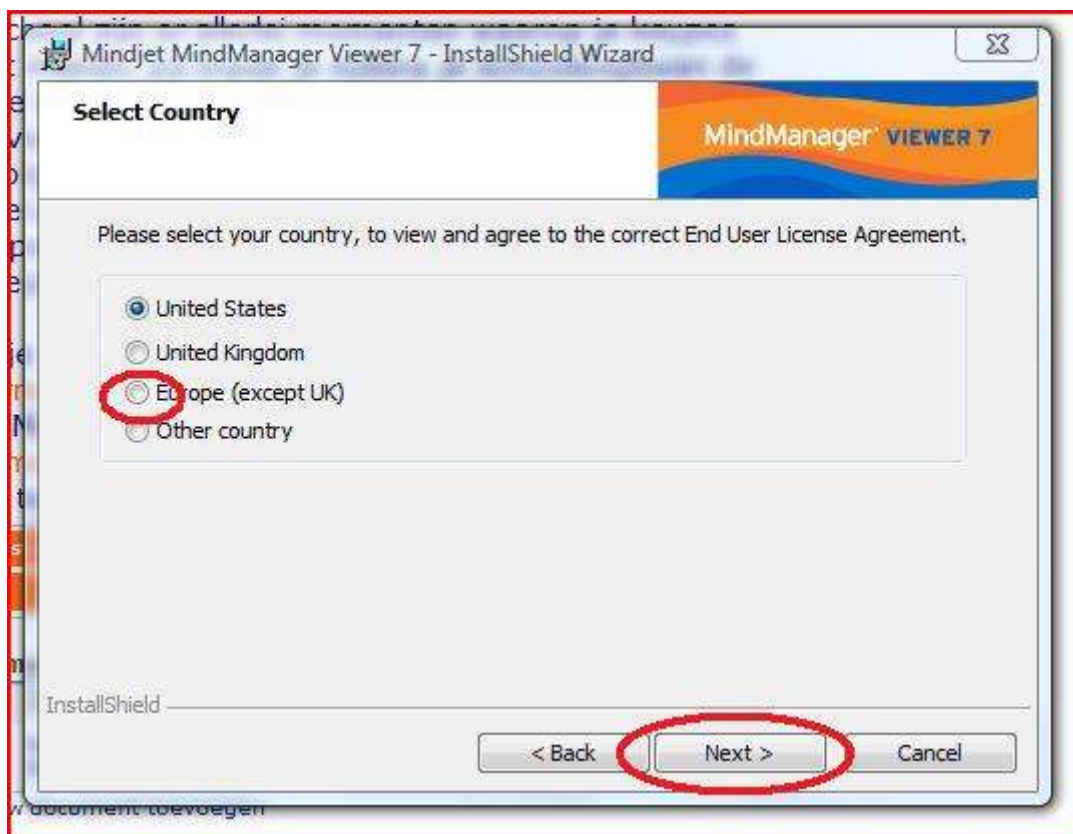 Mindjet MindManager Viewer 7 - InstallShield Wizard
Select Country
MindManager VIEWER 7
Please select your country, to view and agree to the correct End User License Agreement.
United States
United Kingdom
Europe (except UK)
Other country
InstallShield
< Back
Next >
Cancel
document toevoegen